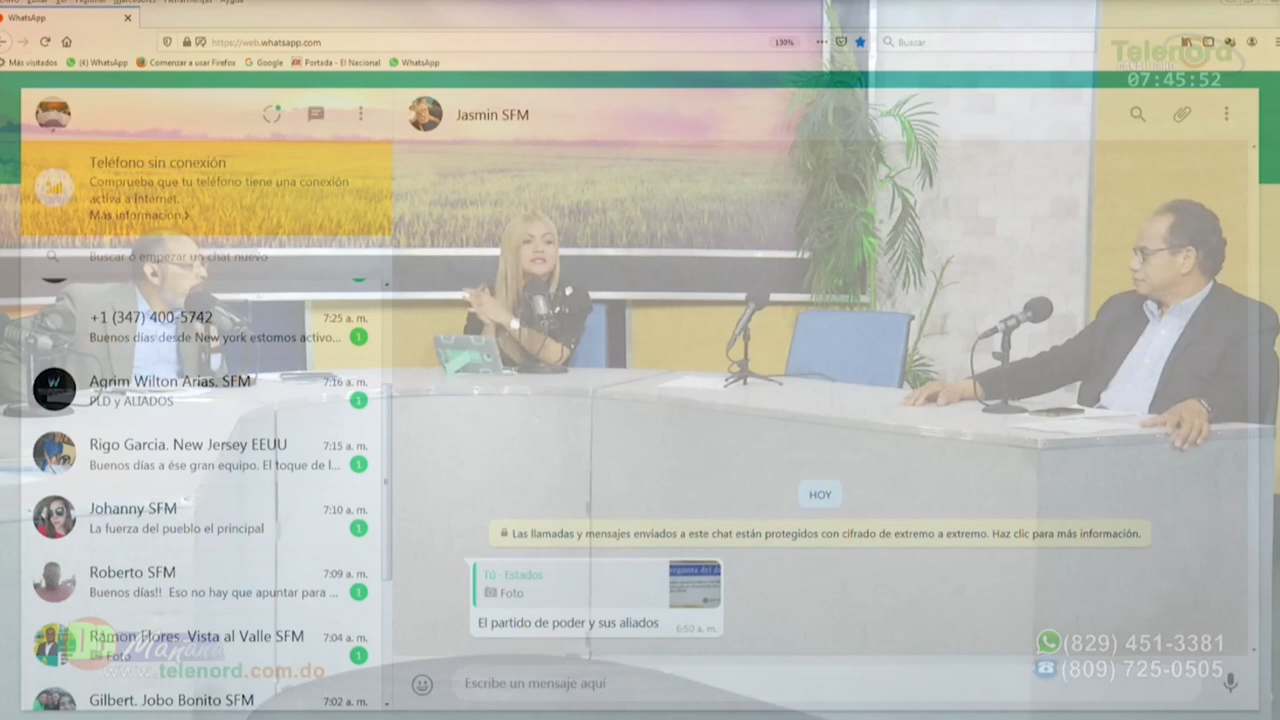 WhatsApp
https://web.whatsapp.com
130%
Buscar
Más visitados
(4) WhatsApp
Comenzar a usar Firefox
Google
Portada - El Nacional
WhatsApp
Telenord
07:45:52
Jasmin SFM
Teléfono sin conexión
Comprueba que tu teléfono tiene una conexión
activa a Internet.
Más información
Buscar o empezar un chat nuevo
+1 (347) 400-5742
7:25 a. m.
Buenos días desde New york estomos activo...
1
Agrim Wilton Arias. SFM
7:16 a. m.
PLD y ALIADOS
1
Rigo Garcia. New Jersey EEUU
7:15 a. m.
Buenos días a ése gran equipo. El toque de l...
1
Johanny SFM
7:10 a. m.
La fuerza del pueblo el principal
1
Roberto SFM
7:09 a. m.
Buenos días!! Eso no hay que apuntar para ...
1
Ramon Flores. Vista al Valle SFM
7:04 a. m.
Foto
1
Mañana
www.telenord.com.do
Gilbert. Jobo Bonito SFM
7:02 a. m.
HOY
Las llamadas y mensajes enviados a este chat están protegidos con cifrado de extremo a extremo. Haz clic para más información.
Tú - Estados
Foto
El partido de poder y sus aliados
6:50 a. m.
Escribe un mensaje aquí
(829) 451-3381
(809) 725-0505